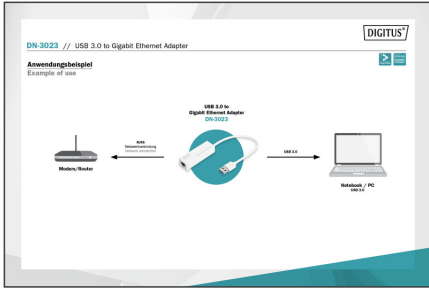 DIGITUS®
DN-3023 // USB 3.0 to Gigabit Ethernet Adapter
Anwendungsbeispiel
Example of use
USB 3.0 to
Gigabit Ethernet Adapter
DN-3023
RJ45
Netzwerkverbindung
Network connection
USB 3.0
Modem/Router
Notebook / PC
USB 3.0